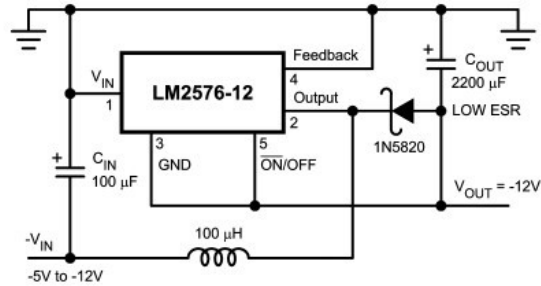 Feedback
4
+
C_OUT
2200 µF
V_IN
1
LM2576-12
Output
2
LOW ESR
1N5820
+
C_IN
100 µF
3
GND
5
O̅N̅/OFF
V_OUT = -12V
100 µH
-V_IN
-5V to -12V